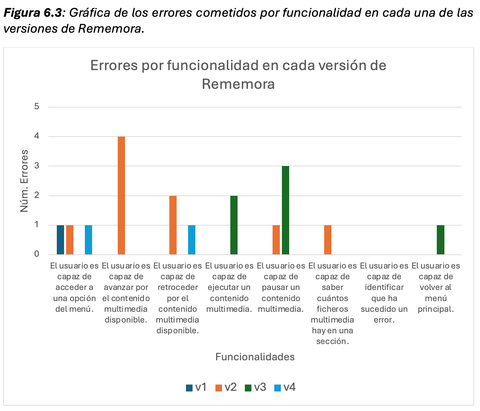 Figura 6.3: Gráfica de los errores cometidos por funcionalidad en cada una de las
versiones de Rememora.
Errores por funcionalidad en cada versión de
Rememora
Núm. Errores
5
4
3
2
1
0
El usuario es
capaz de
acceder a
una opción
del menú.
El usuario es
capaz de
avanzar por el
contenido
multimedia
disponible.
El usuario es
capaz de
retroceder
por el
contenido
multimedia
disponible.
El usuario es
capaz de
ejecutar un
contenido
multimedia.
El usuario es
capaz de
pausar un
contenido
multimedia.
El usuario es
capaz de
saber
cuántos
ficheros
multimedia
hay en una
sección.
El usuario es
capaz de
identificar
que ha
sucedido un
error.
El usuario es
capaz de
volver al
menú
principal.
Funcionalidades
v1 v2 v3 v4